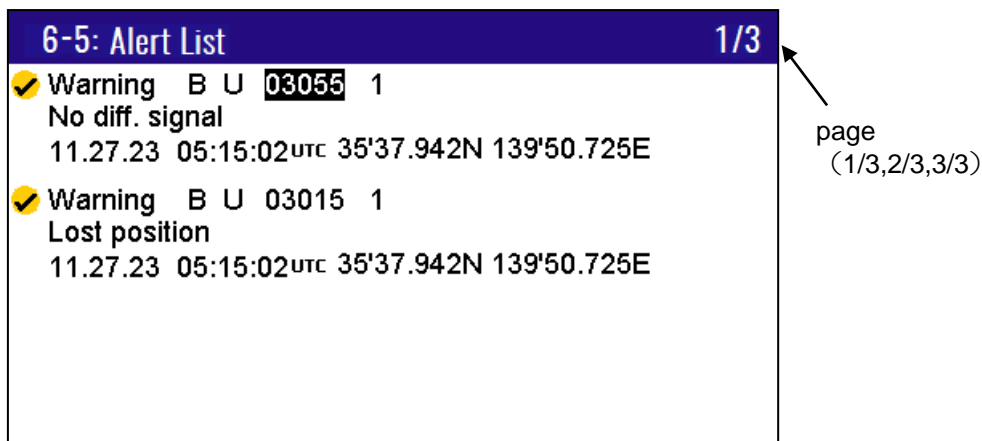 6-5: Alert List 1/3
Warning B U 03055 1
No diff. signal
11.27.23 05:15:02UTC 35'37.942N 139'50.725E
Warning B U 03015 1
Lost position
11.27.23 05:15:02UTC 35'37.942N 139'50.725E
page
（1/3,2/3,3/3）